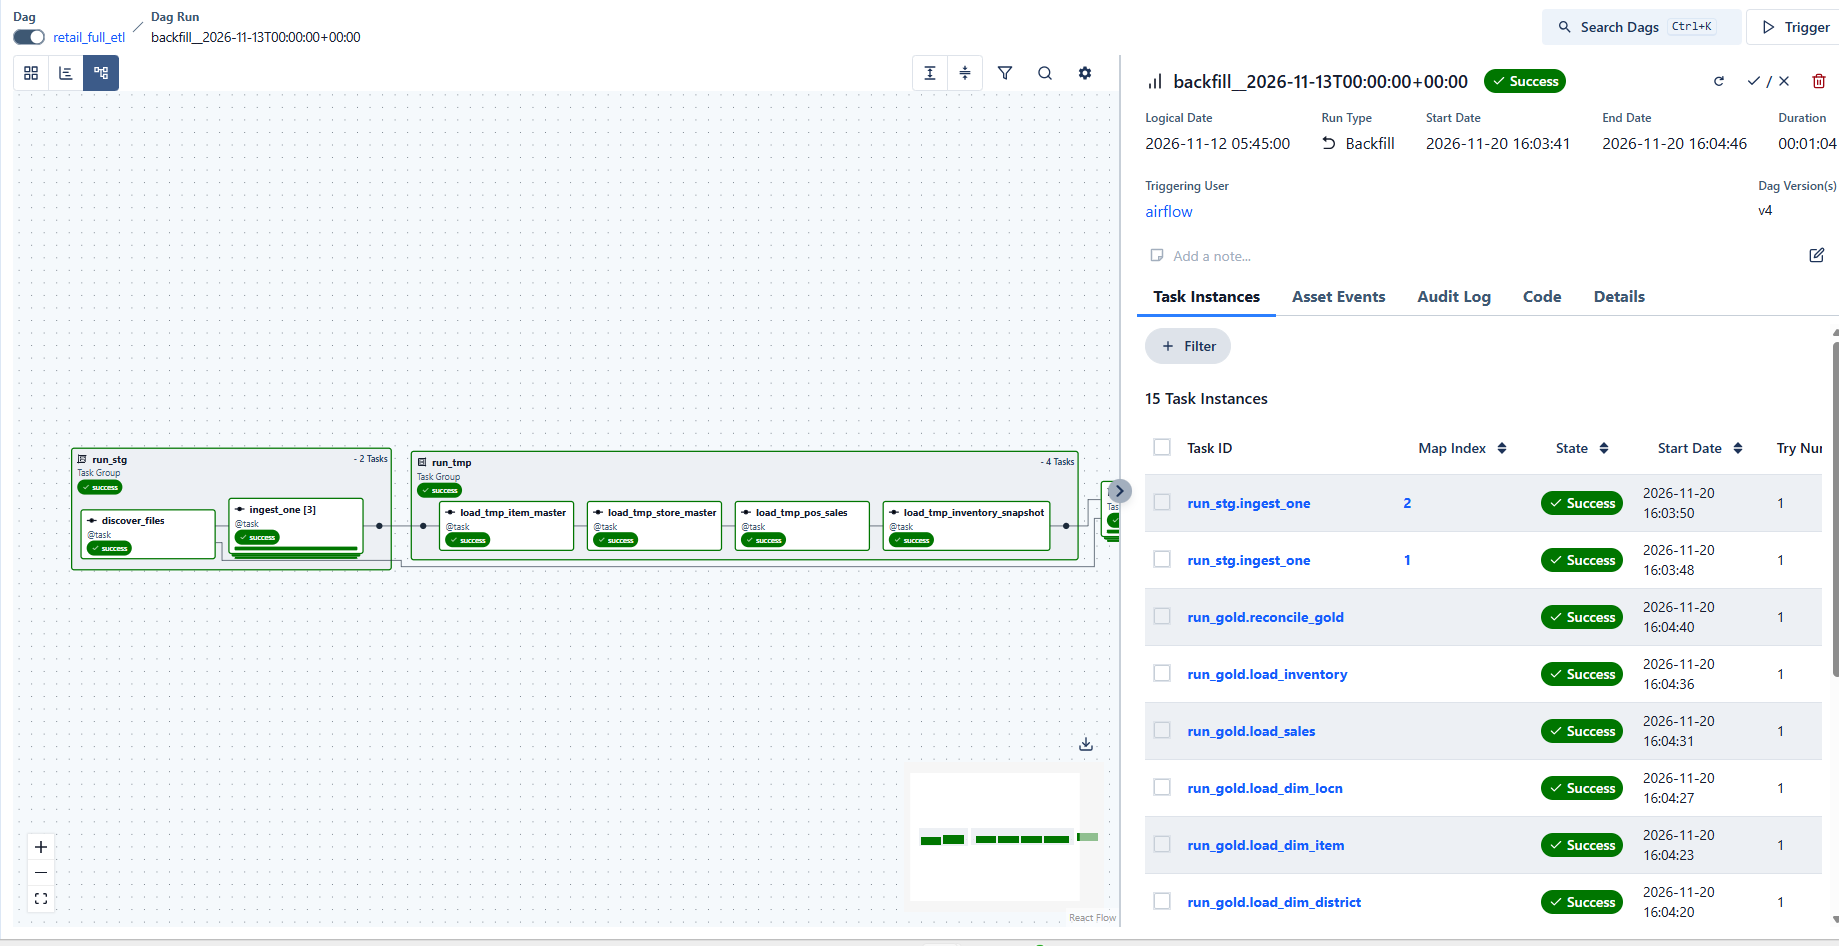 Dag
retail_full_etl
/
Dag Run
backfill__2026-11-13T00:00:00+00:00
Search Dags Ctrl+K
Trigger
backfill__2026-11-13T00:00:00+00:00
Success
/
Logical Date
2026-11-12 05:45:00
Run Type
Backfill
Start Date
2026-11-20 16:03:41
End Date
2026-11-20 16:04:46
Duration
00:01:04
Triggering User
airflow
Dag Version(s)
v4
Add a note...
Task Instances Asset Events Audit Log Code Details
+ Filter
15 Task Instances
Task ID Map Index State Start Date Try Nur
run_stg.ingest_one 2 Success 2026-11-20 16:03:50 1
run_stg.ingest_one 1 Success 2026-11-20 16:03:48 1
run_gold.reconcile_gold Success 2026-11-20 16:04:40 1
run_gold.load_inventory Success 2026-11-20 16:04:36 1
run_gold.load_sales Success 2026-11-20 16:04:31 1
run_gold.load_dim_locn Success 2026-11-20 16:04:27 1
run_gold.load_dim_item Success 2026-11-20 16:04:23 1
run_gold.load_dim_district Success 2026-11-20 16:04:20 1
run_stg - 2 Tasks
Task Group
success
discover_files
@task
success
ingest_one [3]
@task
success
run_tmp - 4 Tasks
Task Group
success
load_tmp_item_master
@task
success
load_tmp_store_master
@task
success
load_tmp_pos_sales
@task
success
load_tmp_inventory_snapshot
@task
success
Tas
React Flow